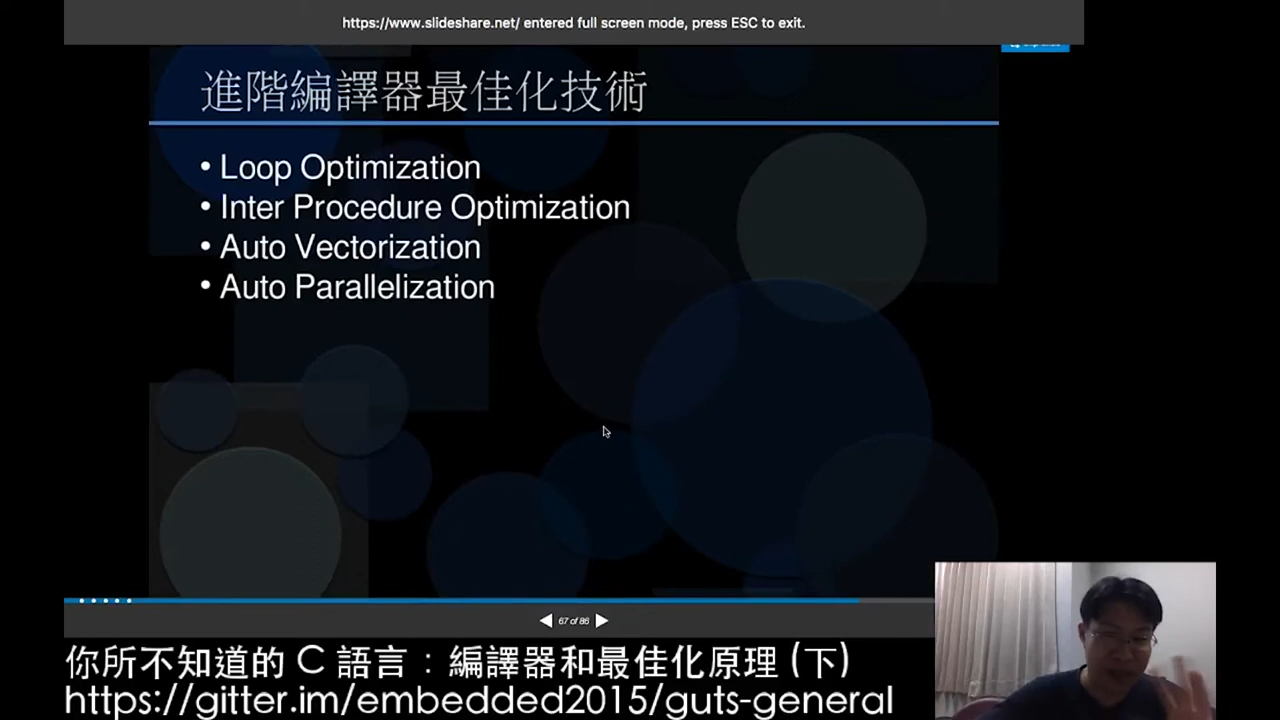 https://www.slideshare.net/ entered full screen mode, press ESC to exit.
進階編譯器最佳化技術
• Loop Optimization
• Inter Procedure Optimization
• Auto Vectorization
• Auto Parallelization
67 of 86
你所不知道的 C 語言：編譯器和最佳化原理 (下)
https://gitter.im/embedded2015/guts-general